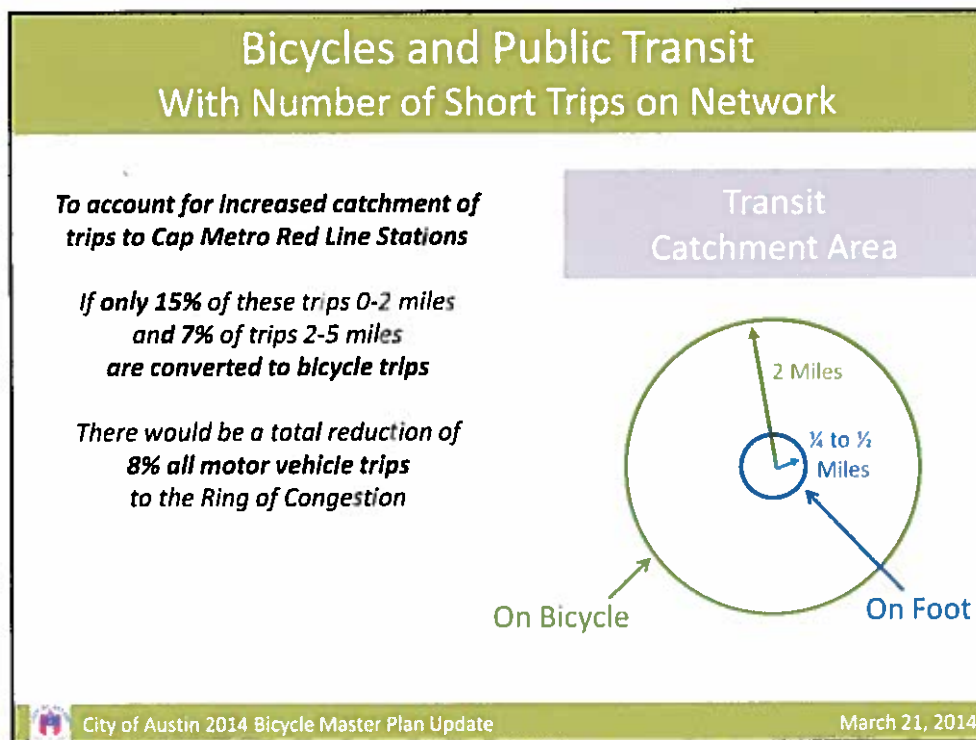 Bicycles and Public Transit
With Number of Short Trips on Network
To account for increased catchment of
trips to Cap Metro Red Line Stations
If only 15% of these trips 0-2 miles
and 7% of trips 2-5 miles
are converted to bicycle trips
There would be a total reduction of
8% all motor vehicle trips
to the Ring of Congestion
Transit
Catchment Area
2 Miles
¼ to ½
Miles
On Bicycle
On Foot
City of Austin 2014 Bicycle Master Plan Update
March 21, 2014